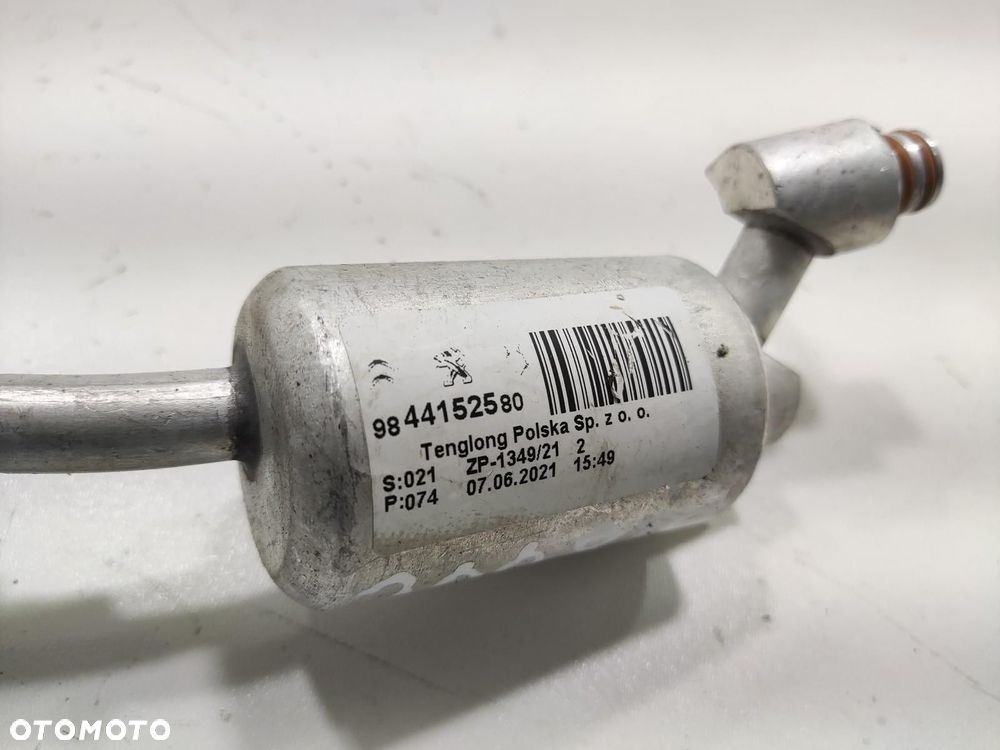 9844152580
Tenglong Polska Sp. z o. o.
S:021 ZP-1349/21 2
P:074 07.06.2021 15:49
OTOMOTO